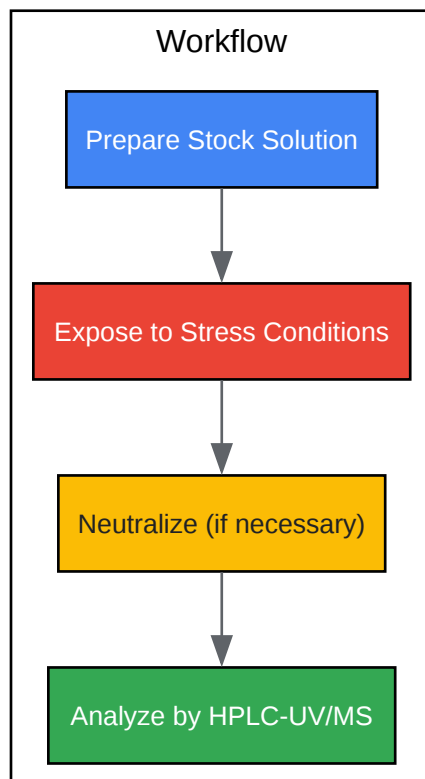 Workflow
Prepare Stock Solution
Expose to Stress Conditions
Neutralize (if necessary)
Analyze by HPLC-UV/MS